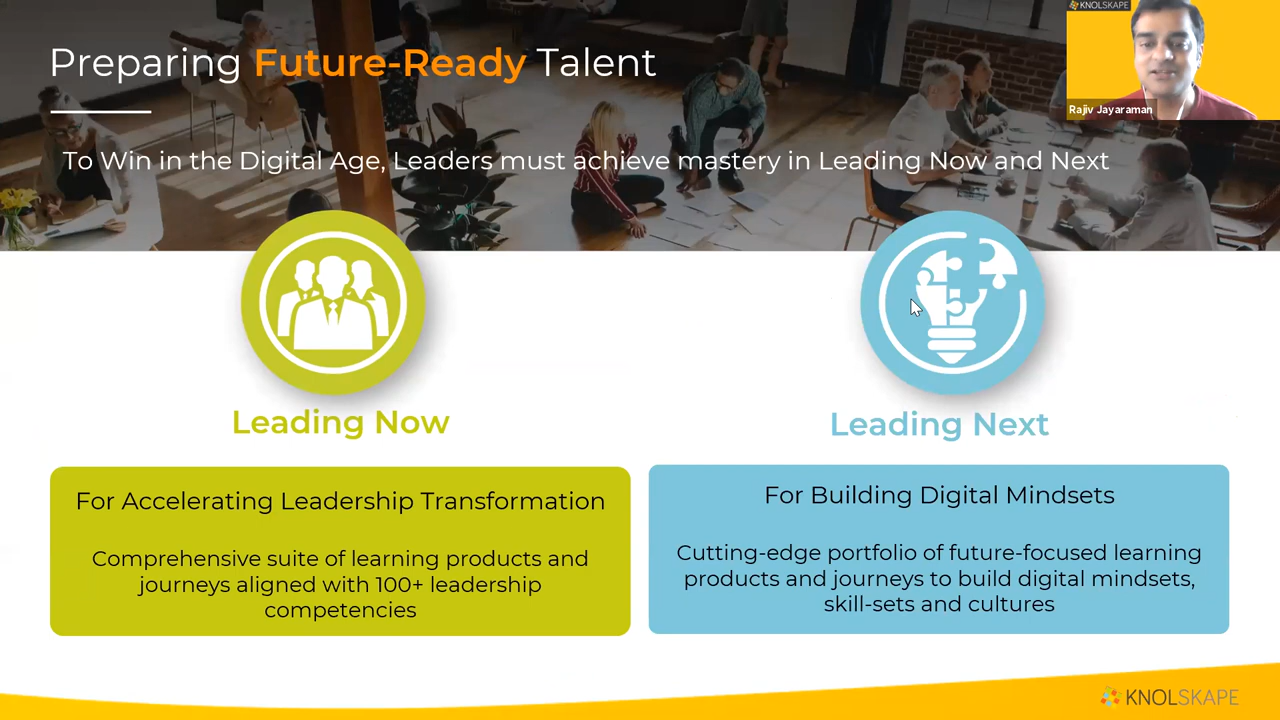 KNOLSKAPE
Preparing Future-Ready Talent
Rajiv Jayaraman
To Win in the Digital Age, Leaders must achieve mastery in Leading Now and Next
Leading Now
For Accelerating Leadership Transformation
Comprehensive suite of learning products and
journeys aligned with 100+ leadership
competencies
Leading Next
For Building Digital Mindsets
Cutting-edge portfolio of future-focused learning
products and journeys to build digital mindsets,
skill-sets and cultures
KNOLSKAPE